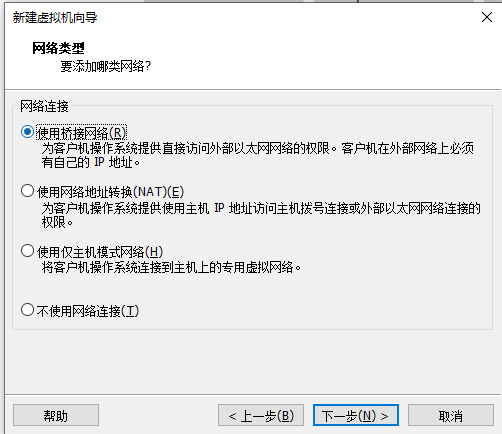 新建虚拟机向导
网络类型
要添加哪类网络?
网络连接
使用桥接网络(R)
为客户机操作系统提供直接访问外部以太网网络的权限。客户机在外部网络上必须
有自己的 IP 地址。
使用网络地址转换(NAT)(E)
为客户机操作系统提供使用主机 IP 地址访问主机拨号连接或外部以太网网络连接的
权限。
使用仅主机模式网络(H)
将客户机操作系统连接到主机上的专用虚拟网络。
不使用网络连接(T)
帮助
< 上一步(B)
下一步(N) >
取消